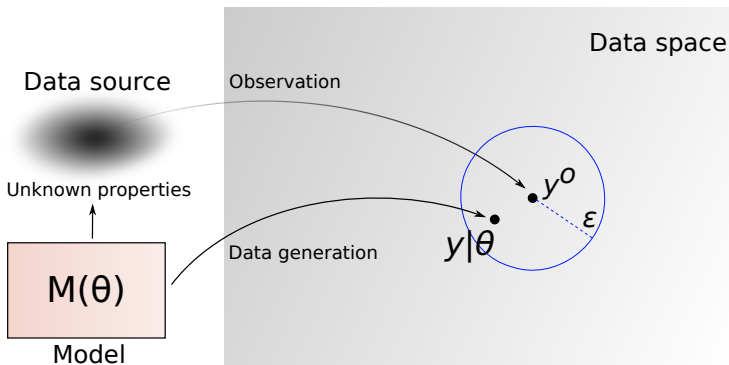 Data space
Data source
Observation
Unknown properties
y^o
ε
y|θ
Data generation
M(θ)
Model